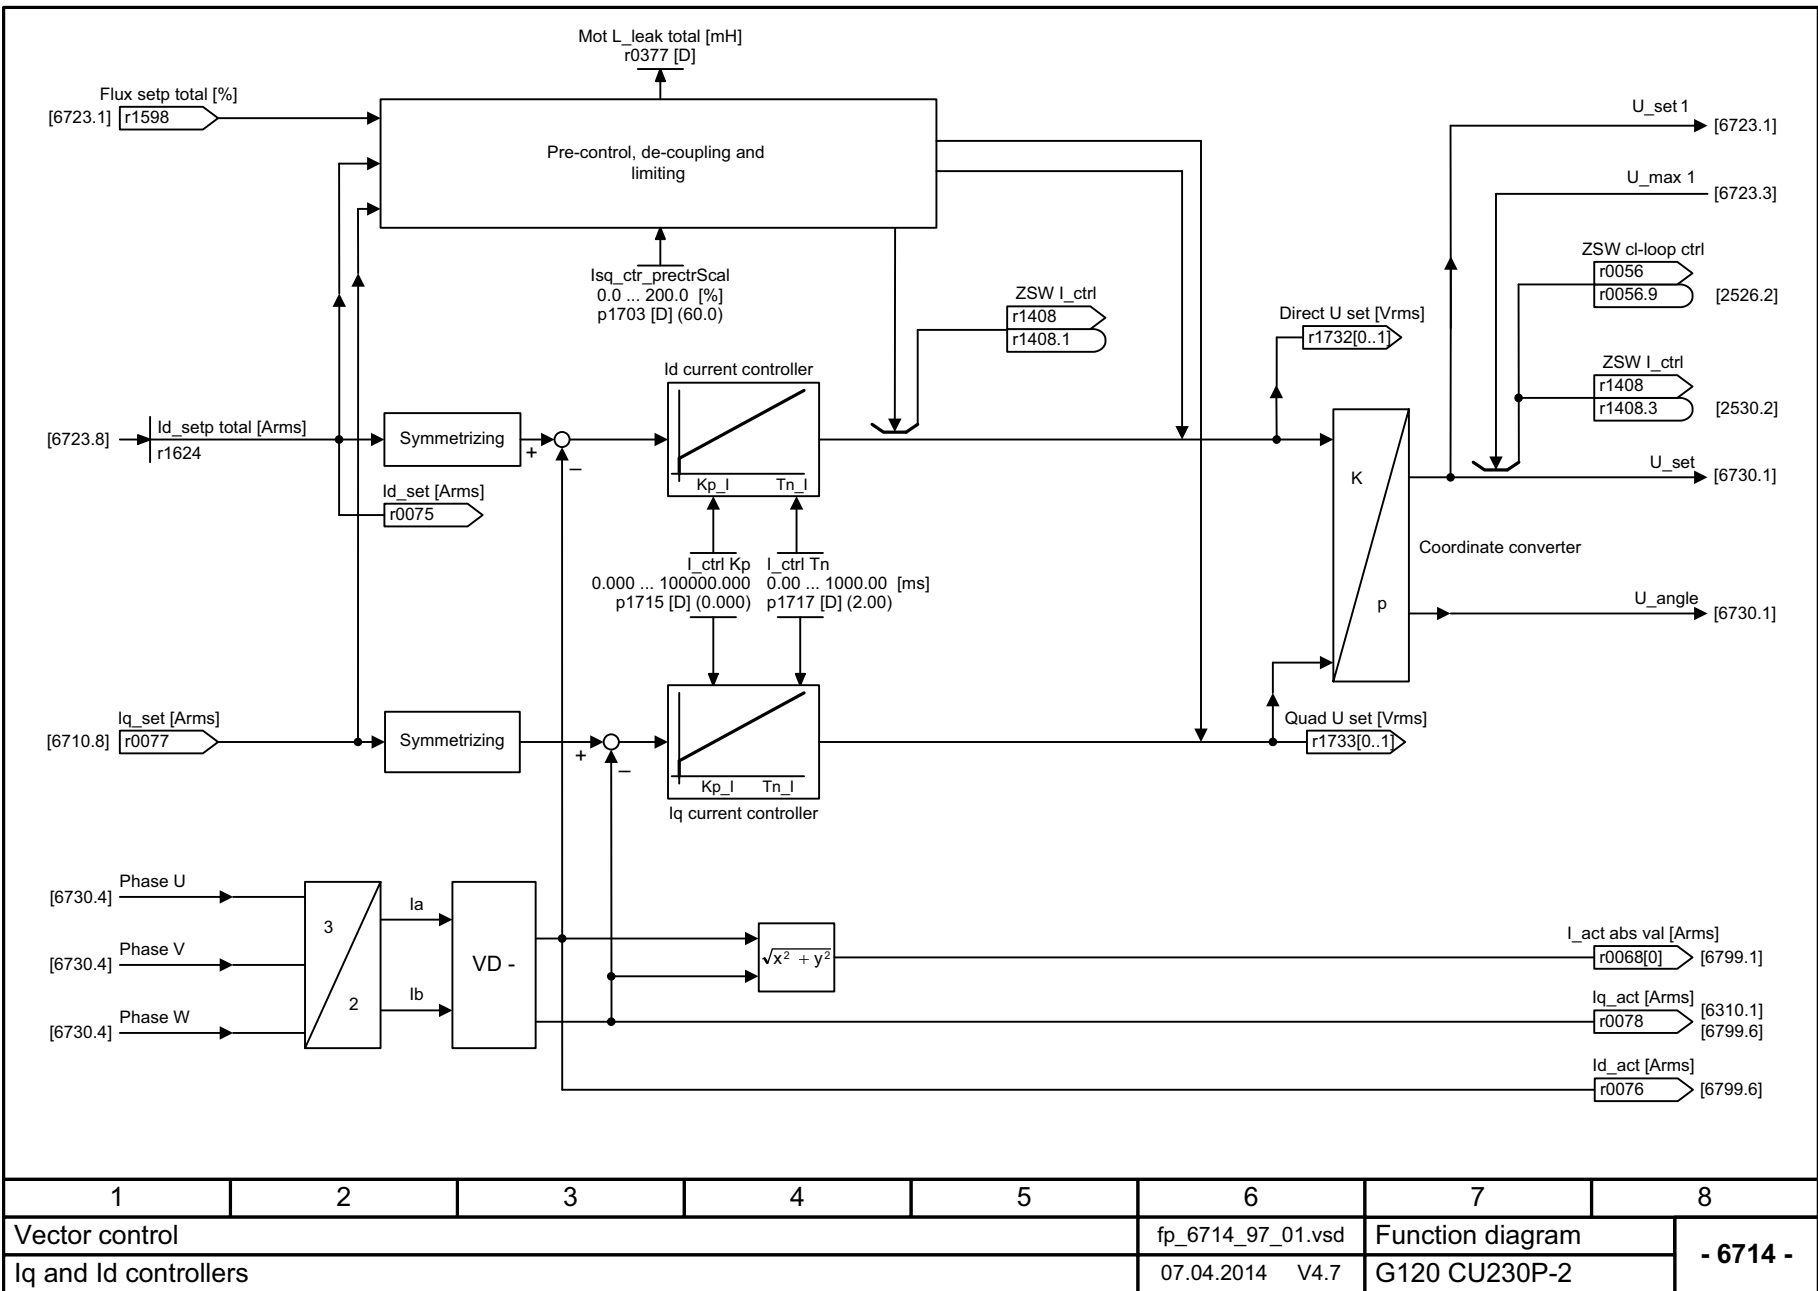 Mot L_leak total [mH]
r0377 [D]
Flux setp total [%]
[6723.1] r1598
Pre-control, de-coupling and
limiting
U_set 1
[6723.1]
U_max 1
[6723.3]
ZSW cl-loop ctrl
r0056
r0056.9 [2526.2]
Isq_ctr_prectrScal
0.0 ... 200.0 [%]
p1703 [D] (60.0)
ZSW I_ctrl
r1408
r1408.1
Direct U set [Vrms]
r1732[0..1]
ZSW I_ctrl
r1408
r1408.3 [2530.2]
Id current controller
Kp_I Tn_I
[6723.8] Id_setp total [Arms]
r1624
Symmetrizing
+
–
Id_set [Arms]
r0075
K
p
U_set
[6730.1]
Coordinate converter
I_ctrl Kp
0.000 ... 100000.000
p1715 [D] (0.000)
I_ctrl Tn
0.00 ... 1000.00 [ms]
p1717 [D] (2.00)
U_angle
[6730.1]
Iq_set [Arms]
[6710.8] r0077
Symmetrizing
+
–
Kp_I Tn_I
Iq current controller
Quad U set [Vrms]
r1733[0..1]
Phase U
[6730.4]
Phase V
[6730.4]
Phase W
[6730.4]
3
2
Ia
Ib
VD -
√x² + y²
I_act abs val [Arms]
r0068[0] [6799.1]
Iq_act [Arms]
r0078
[6310.1]
[6799.6]
Id_act [Arms]
r0076 [6799.6]
1 2 3 4 5 6 7 8
Vector control fp_6714_97_01.vsd Function diagram
- 6714 -
Iq and Id controllers 07.04.2014 V4.7 G120 CU230P-2